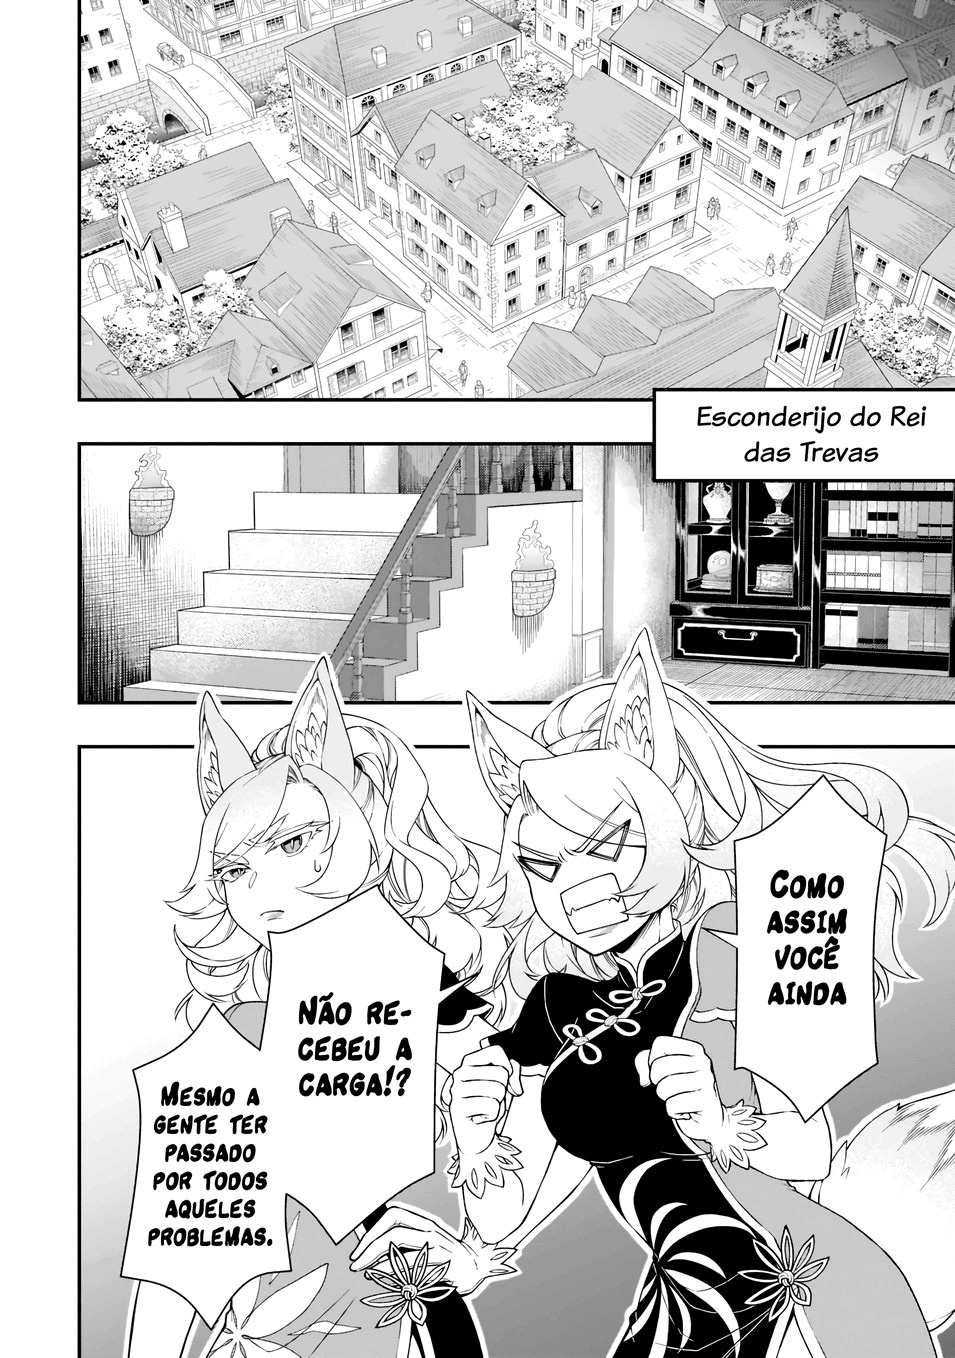 Esconderijo do Rei
das Trevas
COMO
ASSIM
VOCÊ
AINDA
NÃO RE-
CEBEU A
CARGA!?
MESMO A
GENTE TER
PASSADO
POR TODOS
AQUELES
PROBLEMAS.